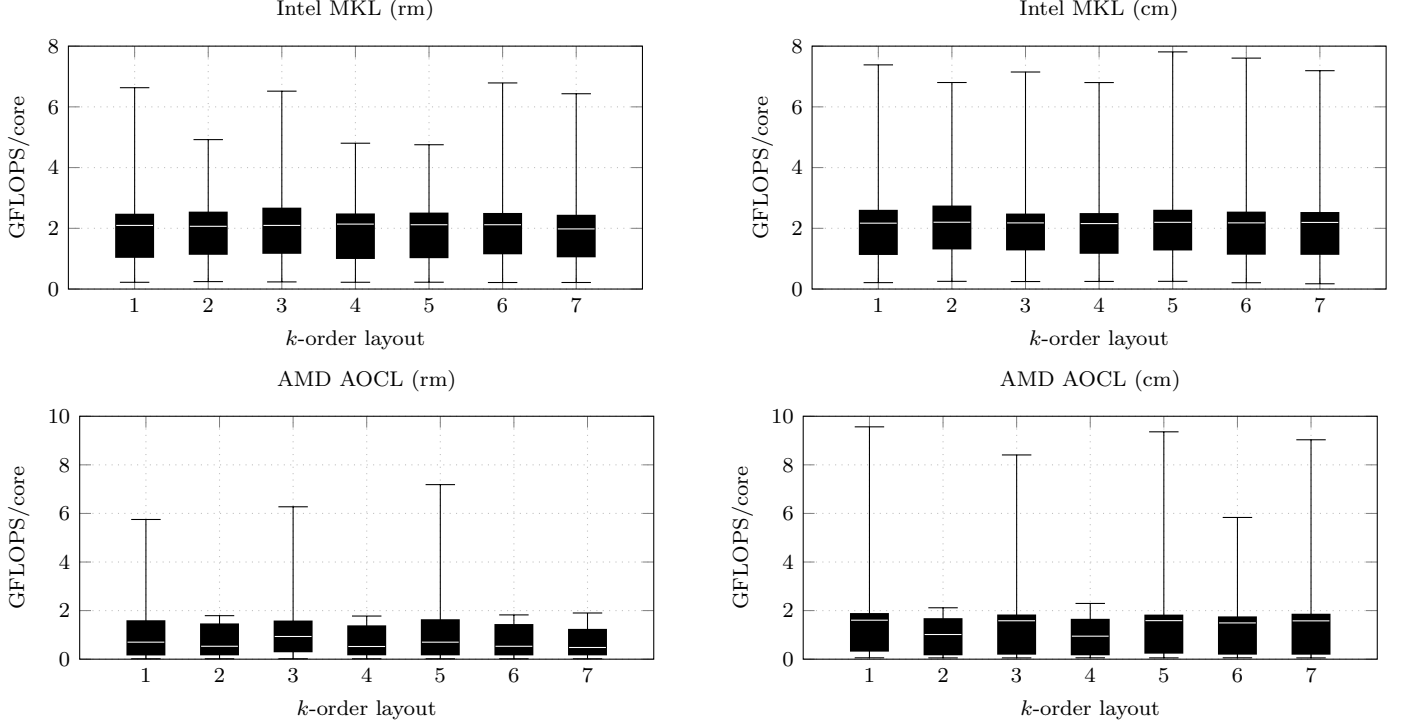 Intel MKL (rm)
8
6
4
2
0
GFLOPS/core
1 2 3 4 5 6 7
k-order layout
Intel MKL (cm)
8
6
4
2
0
GFLOPS/core
1 2 3 4 5 6 7
k-order layout
AMD AOCL (rm)
10
8
6
4
2
0
GFLOPS/core
1 2 3 4 5 6 7
k-order layout
AMD AOCL (cm)
10
8
6
4
2
0
GFLOPS/core
1 2 3 4 5 6 7
k-order layout